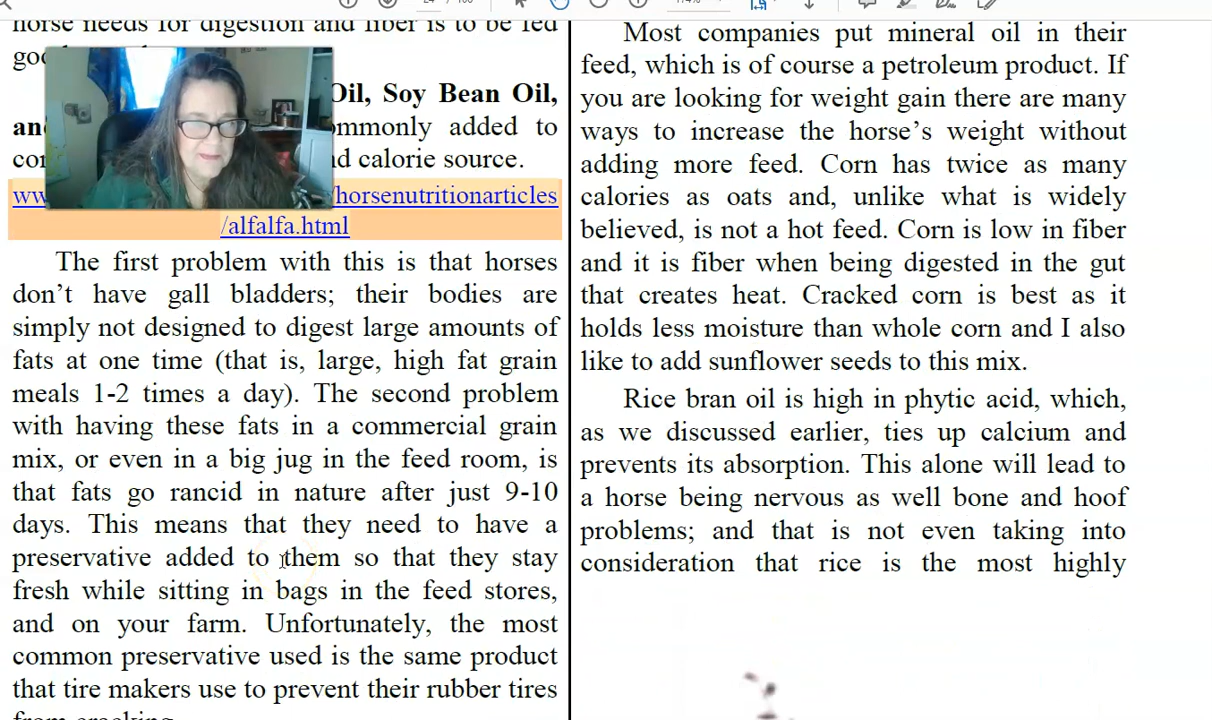 horse needs for digestion and fiber is to be fed
Oil, Soy Bean Oil,
commonly added to
calorie source.
/horsenutritionarticles
/alfalfa.html
The first problem with this is that horses
don't have gall bladders; their bodies are
simply not designed to digest large amounts of
fats at one time (that is, large, high fat grain
meals 1-2 times a day). The second problem
with having these fats in a commercial grain
mix, or even in a big jug in the feed room, is
that fats go rancid in nature after just 9-10
days. This means that they need to have a
preservative added to them so that they stay
fresh while sitting in bags in the feed stores,
and on your farm. Unfortunately, the most
common preservative used is the same product
that tire makers use to prevent their rubber tires
from cracking.
Most companies put mineral oil in their
feed, which is of course a petroleum product. If
you are looking for weight gain there are many
ways to increase the horse's weight without
adding more feed. Corn has twice as many
calories as oats and, unlike what is widely
believed, is not a hot feed. Corn is low in fiber
and it is fiber when being digested in the gut
that creates heat. Cracked corn is best as it
holds less moisture than whole corn and I also
like to add sunflower seeds to this mix.
Rice bran oil is high in phytic acid, which,
as we discussed earlier, ties up calcium and
prevents its absorption. This alone will lead to
a horse being nervous as well bone and hoof
problems; and that is not even taking into
consideration that rice is the most highly